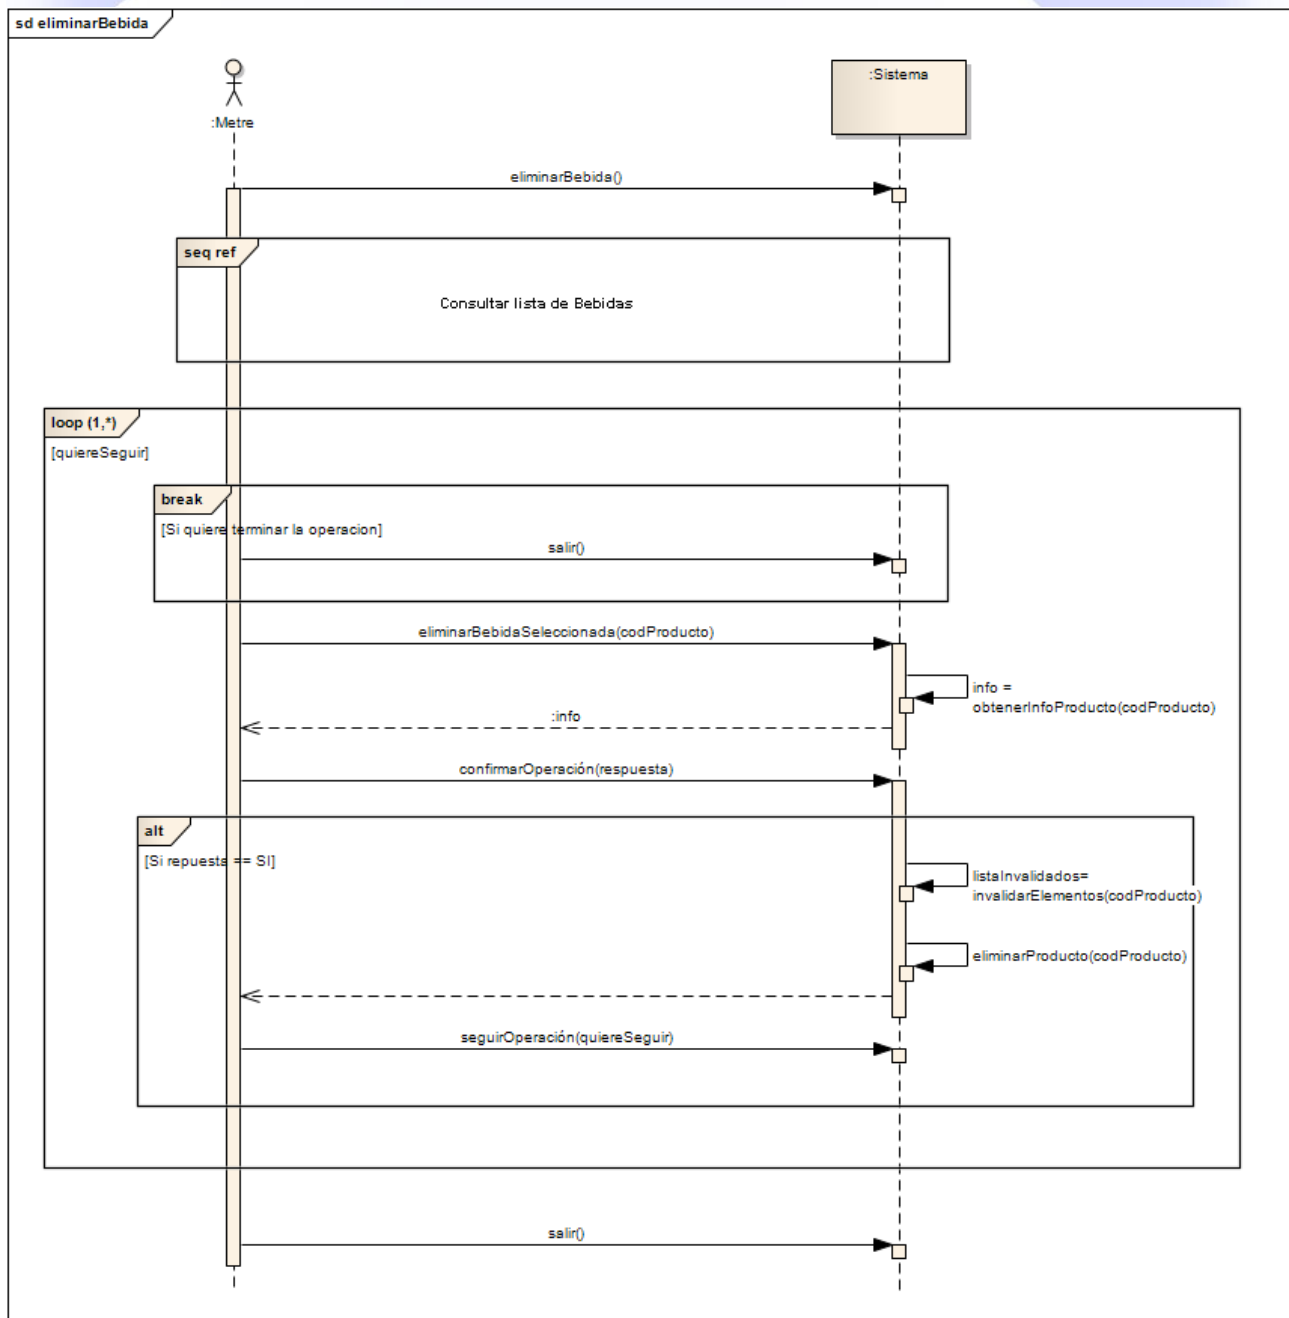 sd eliminarBebida
:Metre
:Sistema
eliminarBebida()
seq ref
Consultar lista de Bebidas
loop (1,*)
[quiereSeguir]
break
[Si quiere terminar la operacion]
salir()
eliminarBebidaSeleccionada(codProducto)
info =
obtenerInfoProducto(codProducto)
:info
confirmarOperación(respuesta)
alt
[Si repuesta == SI]
listaInvalidados=
invalidarElementos(codProducto)
eliminarProducto(codProducto)
seguirOperación(quiereSeguir)
salir()